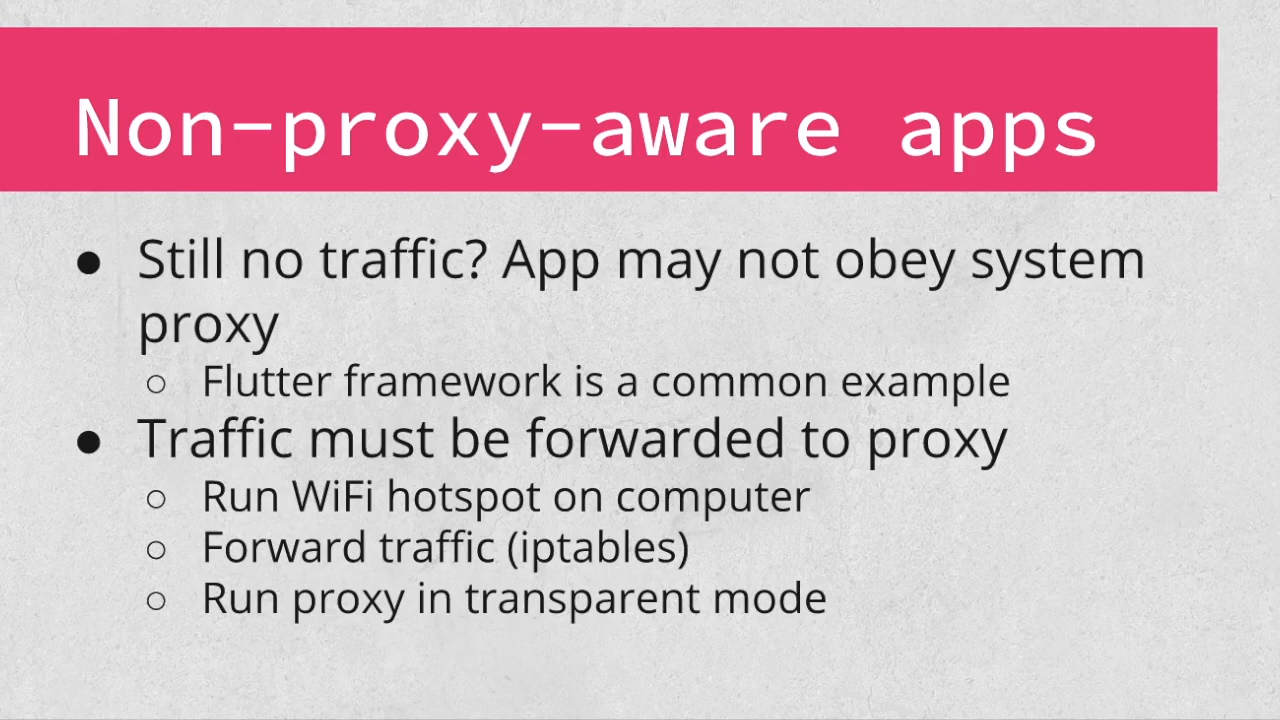 Non-proxy-aware apps
● Still no traffic? App may not obey system
proxy
○ Flutter framework is a common example
● Traffic must be forwarded to proxy
○ Run WiFi hotspot on computer
○ Forward traffic (iptables)
○ Run proxy in transparent mode